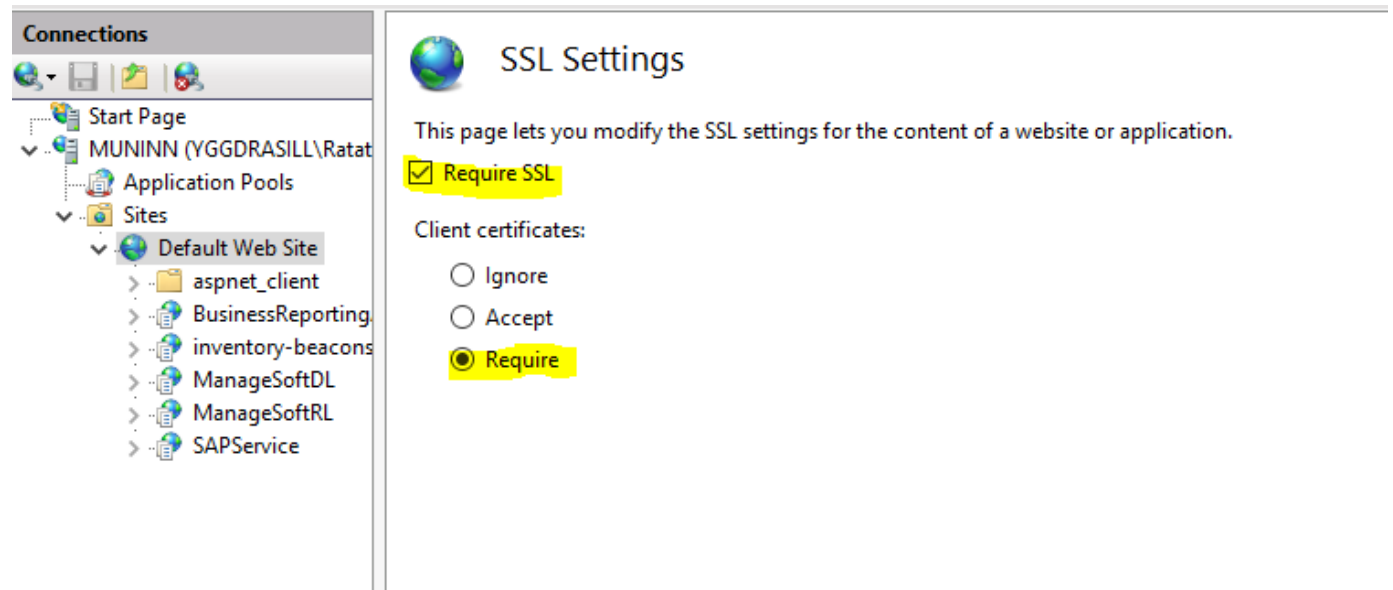 Connections
Start Page
MUNINN (YGGDRASILL\Ratat
Application Pools
Sites
Default Web Site
aspnet_client
BusinessReporting
inventory-beacons
ManageSoftDL
ManageSoftRL
SAPService
SSL Settings
This page lets you modify the SSL settings for the content of a website or application.
Require SSL
Client certificates:
Ignore
Accept
Require